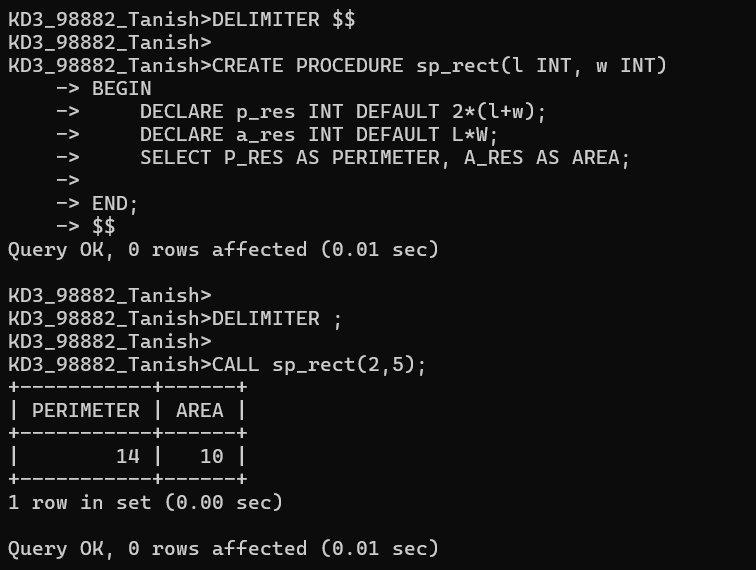 KD3_98882_Tanish>DELIMITER $$
KD3_98882_Tanish>
KD3_98882_Tanish>CREATE PROCEDURE sp_rect(l INT, w INT)
    -> BEGIN
    ->     DECLARE p_res INT DEFAULT 2*(l+w);
    ->     DECLARE a_res INT DEFAULT L*W;
    ->     SELECT P_RES AS PERIMETER, A_RES AS AREA;
    ->
    -> END;
    -> $$
Query OK, 0 rows affected (0.01 sec)

KD3_98882_Tanish>
KD3_98882_Tanish>DELIMITER ;
KD3_98882_Tanish>
KD3_98882_Tanish>CALL sp_rect(2,5);
+-----------+------+
| PERIMETER | AREA |
+-----------+------+
|        14 |   10 |
+-----------+------+
1 row in set (0.00 sec)

Query OK, 0 rows affected (0.01 sec)